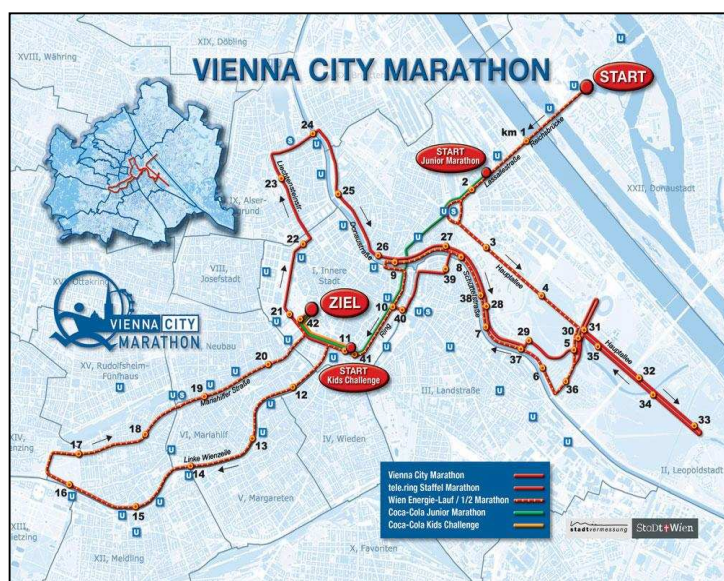 XIX, Döbling
XVIII, Währing
VIENNA CITY MARATHON
START
km 1
Reichsbrücke
START
Junior Marathon
Lassallestraße
XXII, Donaustadt
24
23
Liechtensteinstr
IX, Alser-
grund
25
2
Donaustraße
22
26
27
3
Hauptallee
9
8
39
4
VIII,
Josefstadt
I, Innere
Stadt
38
Schüttelstraße
28
10
40
ZIEL
42
21
VIENNA CITY
MARATHON
Ring
11
41
START
Kids Challenge
7
37
29
30
31
5
35
Hauptallee
6
36
32
34
33
Neubau
20
XV, Rudolfsheim-
Fünfhaus
19
Mariahilfer Straße
12
III, Landstraße
18
VI, Mariahilf
IV, Wieden
13
17
Linke Wienzeile
14
16
15
V, Margareten
II, Leopoldstadt
XII, Meidling
X, Favoriten
Vienna City Marathon
tele.ring Staffel Marathon
Wien Energie-Lauf / 1/2 Marathon
Coca-Cola Junior Marathon
Coca-Cola Kids Challenge
stadtvermessung
StaDt Wien